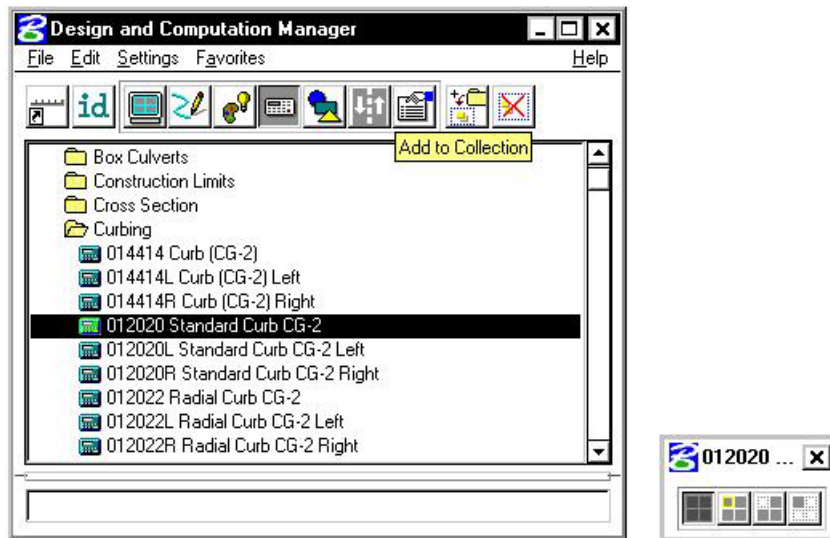 Design and Computation Manager
File Edit Settings Favorites Help
id
Add to Collection
Box Culverts
Construction Limits
Cross Section
Curbing
014414 Curb (CG-2)
014414L Curb (CG-2) Left
014414R Curb (CG-2) Right
012020 Standard Curb CG-2
012020L Standard Curb CG-2 Left
012020R Standard Curb CG-2 Right
012022 Radial Curb CG-2
012022L Radial Curb CG-2 Left
012022R Radial Curb CG-2 Right
012020 ...